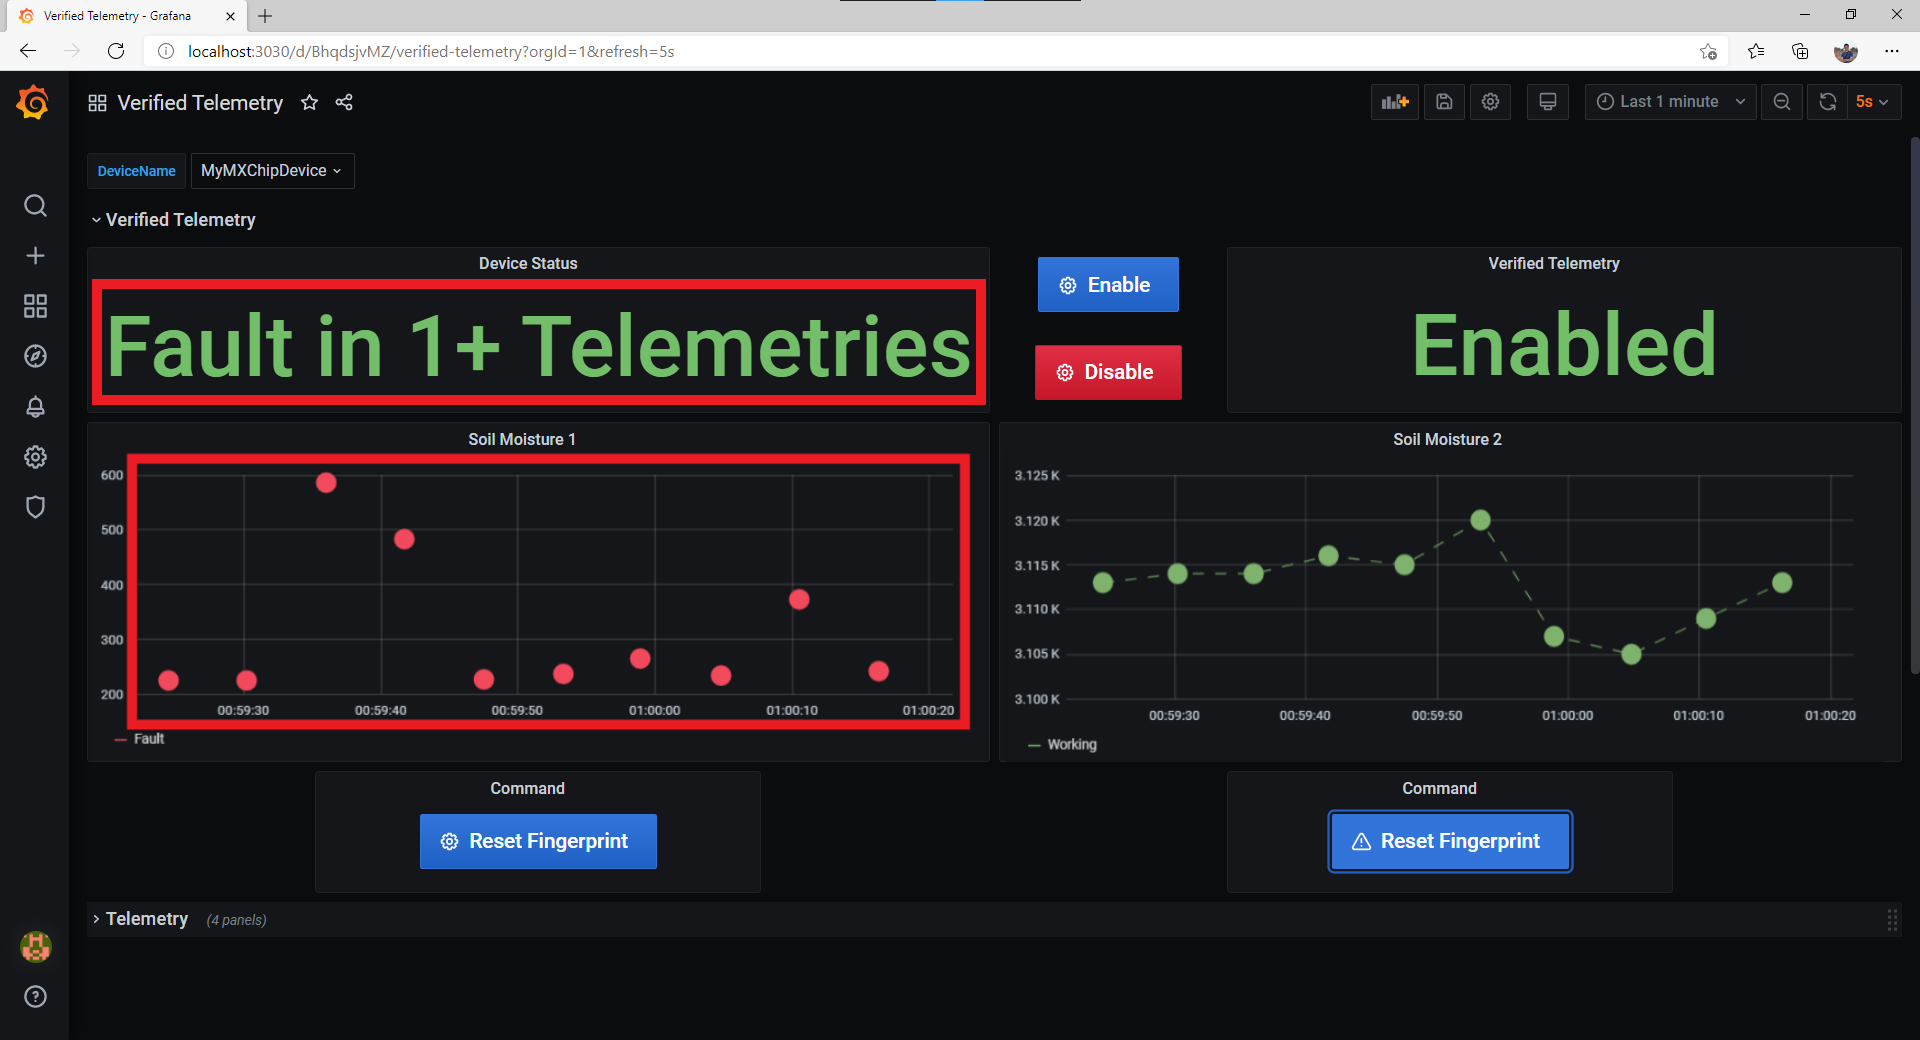 Verified Telemetry - Grafana
localhost:3030/d/BhqdsjvMZ/verified-telemetry?orgId=1&refresh=5s
Verified Telemetry
Last 1 minute
5s
DeviceName
MyMXChipDevice
Verified Telemetry
Device Status
Fault in 1+ Telemetries
Enable
Disable
Verified Telemetry
Enabled
Soil Moisture 1
600
500
400
300
200
00:59:30 00:59:40 00:59:50 01:00:00 01:00:10 01:00:20
Fault
Soil Moisture 2
3.125 K
3.120 K
3.115 K
3.110 K
3.105 K
3.100 K
00:59:30 00:59:40 00:59:50 01:00:00 01:00:10 01:00:20
Working
Command
Reset Fingerprint
Command
Reset Fingerprint
Telemetry (4 panels)